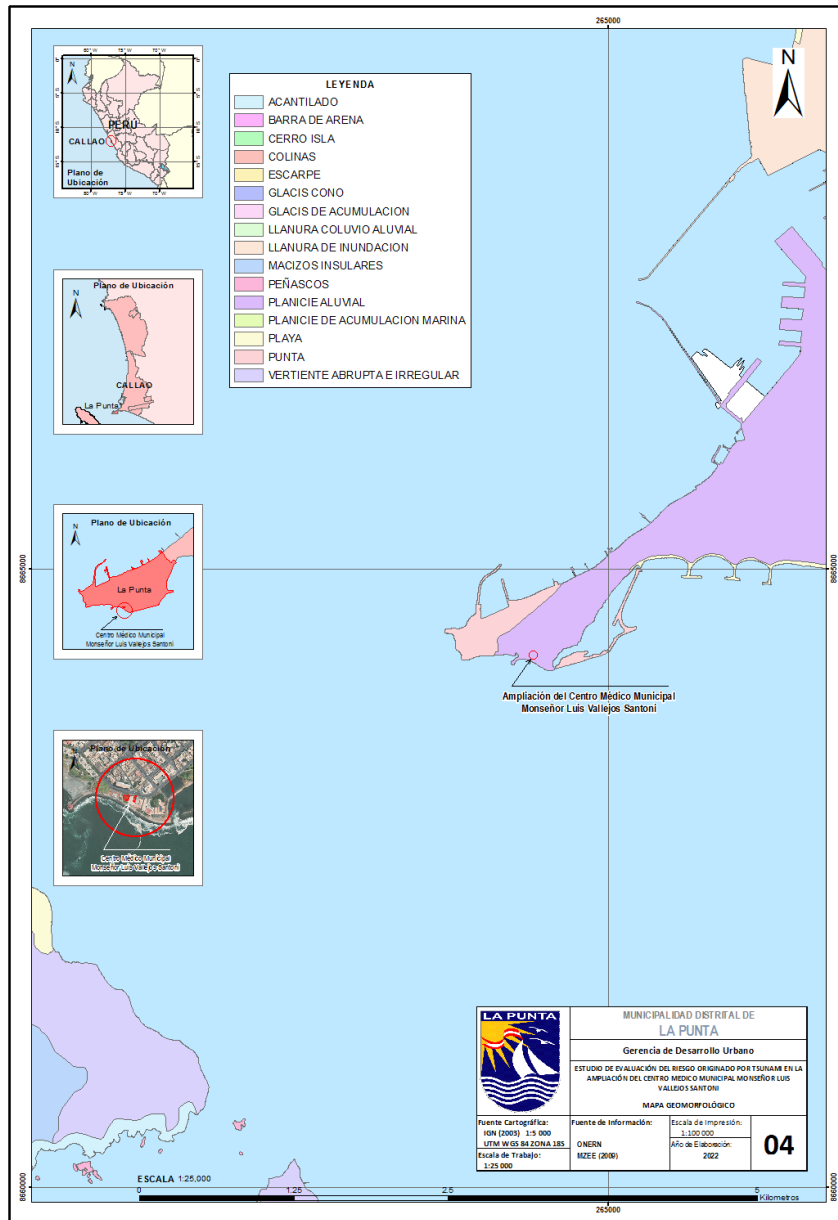 265000
80° W
75° W
70° W
N
PERÚ
CALLAO
Plano de
Ubicación
80° W
75° W
70° W
LEYENDA
ACANTILADO
BARRA DE ARENA
CERRO ISLA
COLINAS
ESCARPE
GLACIS CONO
GLACIS DE ACUMULACION
LLANURA COLUVIO ALUVIAL
LLANURA DE INUNDACION
MACIZOS INSULARES
PEÑASCOS
PLANICIE ALUVIAL
PLANICIE DE ACUMULACION MARINA
PLAYA
PUNTA
VERTIENTE ABRUPTA E IRREGULAR
N
Plano de Ubicación
N
CALLAO
La Punta
Plano de Ubicación
N
La Punta
Centro Médico Municipal
Monseñor Luis Vallejos Santoni
8665000
8665000
Ampliación del Centro Médico Municipal
Monseñor Luis Vallejos Santoni
Plano de Ubicación
N
Centro Médico Municipal
Monseñor Luis Vallejos Santoni
LA PUNTA
MUNICIPALIDAD DISTRITAL DE
LA PUNTA
Gerencia de Desarrollo Urbano
ESTUDIO DE EVALUACIÓN DEL RIESGO ORIGINADO POR TSUNAMI EN LA
AMPLIACIÓN DEL CENTRO MEDICO MUNICIPAL MONSEÑOR LUIS
VALLEJOS SANTONI
MAPA GEOMORFOLÓGICO
Fuente Cartográfica:
IGN (2003) 1:5 000
UTM WGS 84 ZONA 18S
Escala de Trabajo:
1:25 000
Fuente de Información:
ONERN
MZEE (2009)
Escala de Impresión:
1:100 000
Año de Elaboración:
2022
04
ESCALA 1:25,000
0
1.25
2.5
5
Kilometros
8660000
8660000
265000